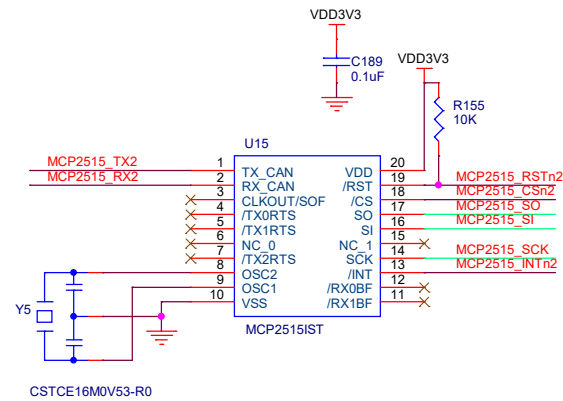 VDD3V3
C189
0.1uF
VDD3V3
R155
10K
U15
MCP2515_TX2 1 TX_CAN VDD 20
MCP2515_RX2 2 RX_CAN /RST 19 MCP2515_RSTn2
3 CLKOUT/SOF /CS 18 MCP2515_CSn2
4 /TX0RTS SO 17 MCP2515_SO
5 /TX1RTS SI 16 MCP2515_SI
6 NC_0 NC_1 15
7 /TX2RTS SCK 14 MCP2515_SCK
8 OSC2 /INT 13 MCP2515_INTn2
9 OSC1 /RX0BF 12
10 VSS /RX1BF 11
Y5
MCP2515IST
CSTCE16M0V53-R0